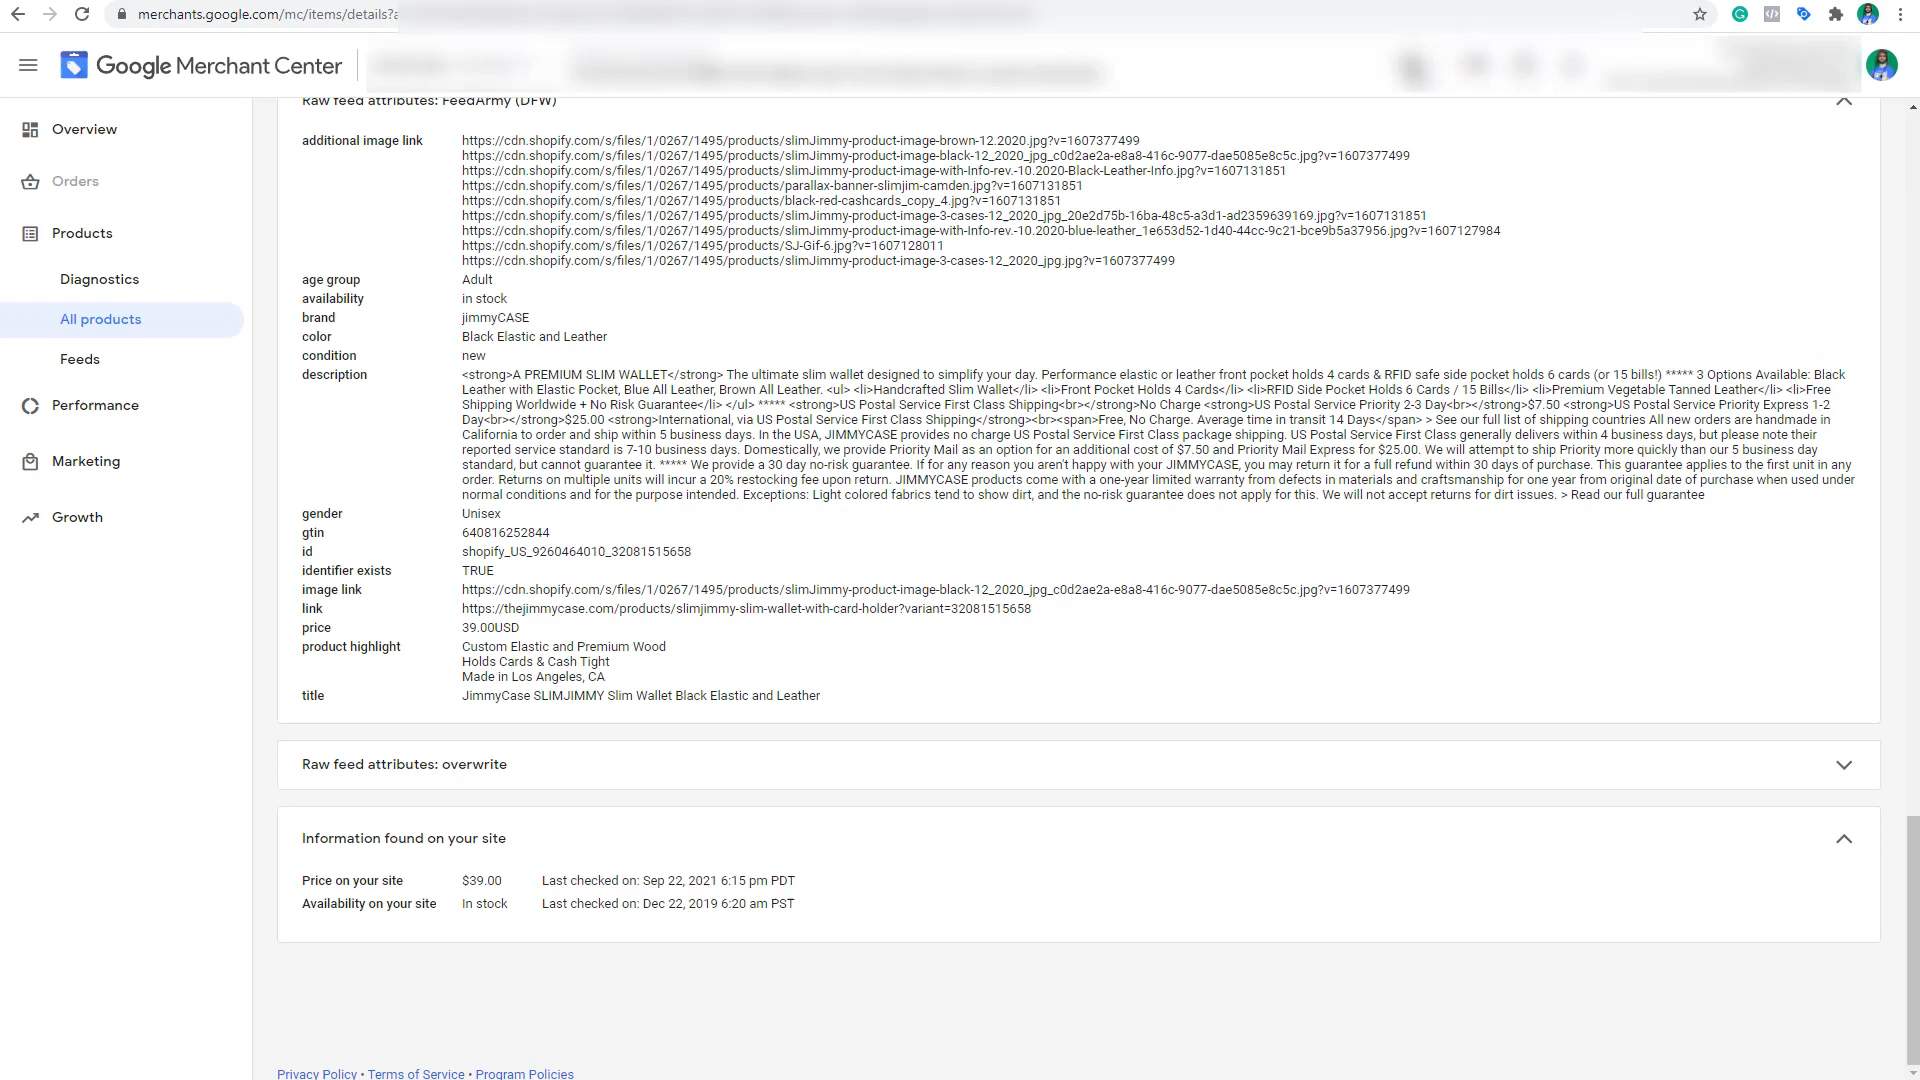 merchants.google.com/mc/items/details?a
Google Merchant Center
Overview
Orders
Products
Diagnostics
All products
Feeds
Performance
Marketing
Growth
Raw feed attributes: FeedArmy (DFW)
additional image link https://cdn.shopify.com/s/files/1/0267/1495/products/slimJimmy-product-image-brown-12.2020.jpg?v=1607377499
https://cdn.shopify.com/s/files/1/0267/1495/products/slimJimmy-product-image-black-12_2020_jpg_c0d2ae2a-e8a8-416c-9077-dae5085e8c5c.jpg?v=1607377499
https://cdn.shopify.com/s/files/1/0267/1495/products/slimJimmy-product-image-with-Info-rev.-10.2020-Black-Leather-Info.jpg?v=1607131851
https://cdn.shopify.com/s/files/1/0267/1495/products/parallax-banner-slimjim-camden.jpg?v=1607131851
https://cdn.shopify.com/s/files/1/0267/1495/products/black-red-cashcards_copy_4.jpg?v=1607131851
https://cdn.shopify.com/s/files/1/0267/1495/products/slimJimmy-product-image-3-cases-12_2020_jpg_20e2d75b-16ba-48c5-a3d1-ad2359639169.jpg?v=1607131851
https://cdn.shopify.com/s/files/1/0267/1495/products/slimJimmy-product-image-with-Info-rev.-10.2020-blue-leather_1e653d52-1d40-44cc-9c21-bce9b5a37956.jpg?v=1607127984
https://cdn.shopify.com/s/files/1/0267/1495/products/SJ-Gif-6.jpg?v=1607128011
https://cdn.shopify.com/s/files/1/0267/1495/products/slimJimmy-product-image-3-cases-12_2020_jpg.jpg?v=1607377499
age group Adult
availability in stock
brand jimmyCASE
color Black Elastic and Leather
condition new
description <strong>A PREMIUM SLIM WALLET</strong> The ultimate slim wallet designed to simplify your day. Performance elastic or leather front pocket holds 4 cards & RFID safe side pocket holds 6 cards (or 15 bills!) ***** 3 Options Available: Black
Leather with Elastic Pocket, Blue All Leather, Brown All Leather. <ul> <li>Handcrafted Slim Wallet</li> <li>Front Pocket Holds 4 Cards</li> <li>RFID Side Pocket Holds 6 Cards / 15 Bills</li> <li>Premium Vegetable Tanned Leather</li> <li>Free
Shipping Worldwide + No Risk Guarantee</li> </ul> ***** <strong>US Postal Service First Class Shipping<br></strong>No Charge <strong>US Postal Service Priority 2-3 Day<br></strong>$7.50 <strong>US Postal Service Priority Express 1-2
Day<br></strong>$25.00 <strong>International, via US Postal Service First Class Shipping</strong><br><span>Free, No Charge. Average time in transit 14 Days</span> > See our full list of shipping countries All new orders are handmade in
California to order and ship within 5 business days. In the USA, JIMMYCASE provides no charge US Postal Service First Class package shipping. US Postal Service First Class generally delivers within 4 business days, but please note their
reported service standard is 7-10 business days. Domestically, we provide Priority Mail as an option for an additional cost of $7.50 and Priority Mail Express for $25.00. We will attempt to ship Priority more quickly than our 5 business day
standard, but cannot guarantee it. ***** We provide a 30 day no-risk guarantee. If for any reason you aren't happy with your JIMMYCASE, you may return it for a full refund within 30 days of purchase. This guarantee applies to the first unit in any
order. Returns on multiple units will incur a 20% restocking fee upon return. JIMMYCASE products come with a one-year limited warranty from defects in materials and craftsmanship for one year from original date of purchase when used under
normal conditions and for the purpose intended. Exceptions: Light colored fabrics tend to show dirt, and the no-risk guarantee does not apply for this. We will not accept returns for dirt issues. > Read our full guarantee
gender Unisex
gtin 640816252844
id shopify_US_9260464010_32081515658
identifier exists TRUE
image link https://cdn.shopify.com/s/files/1/0267/1495/products/slimJimmy-product-image-black-12_2020_jpg_c0d2ae2a-e8a8-416c-9077-dae5085e8c5c.jpg?v=1607377499
link https://thejimmycase.com/products/slimjimmy-slim-wallet-with-card-holder?variant=32081515658
price 39.00USD
product highlight Custom Elastic and Premium Wood
Holds Cards & Cash Tight
Made in Los Angeles, CA
title JimmyCase SLIMJIMMY Slim Wallet Black Elastic and Leather
Raw feed attributes: overwrite
Information found on your site
Price on your site $39.00 Last checked on: Sep 22, 2021 6:15 pm PDT
Availability on your site In stock Last checked on: Dec 22, 2019 6:20 am PST
Privacy Policy • Terms of Service • Program Policies